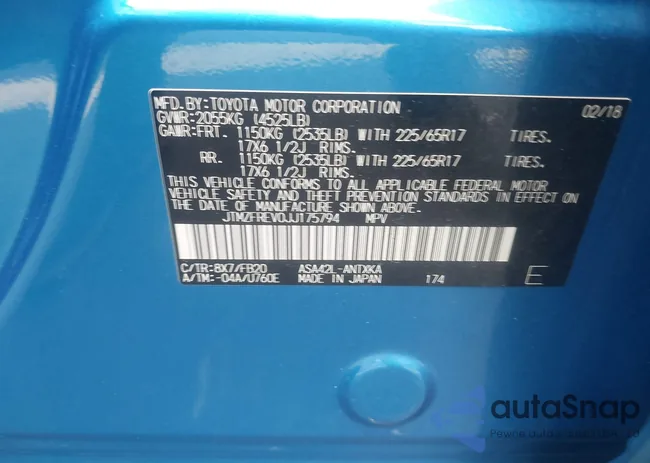 MFD. BY: TOYOTA MOTOR CORPORATION 02/18
GVWR: 2055KG (4525LB)
GAWR: FRT. 1150KG (2535LB) WITH 225/65R17 TIRES.
17X6 1/2J RIMS.
RR. 1150KG (2535LB) WITH 225/65R17 TIRES.
17X6 1/2J RIMS.
THIS VEHICLE CONFORMS TO ALL APPLICABLE FEDERAL MOTOR
VEHICLE SAFETY AND THEFT PREVENTION STANDARDS IN EFFECT ON
THE DATE OF MANUFACTURE SHOWN ABOVE.
JTMZFREV0JJ175794 MPV
C/TR: 8X7/FB20 ASA42L-ANTXKA
A/TM: -04A/U760E MADE IN JAPAN 174 E
autaSnap